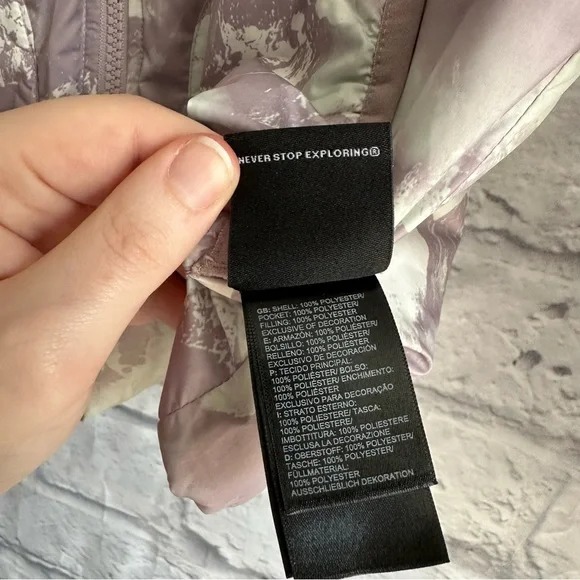 NEVER STOP EXPLORING®
GB: SHELL: 100% POLYESTER/
POCKET: 100% POLYESTER/
FILLING: 100% POLYESTER
EXCLUSIVE OF DECORATION
E: ARMAZÓN: 100% POLIÉSTER/
BOLSILLO: 100% POLIÉSTER/
RELLENO: 100% POLIÉSTER
EXCLUSIVO DE DECORACIÓN
P: TECIDO PRINCIPAL:
100% POLIÉSTER/ BOLSO:
100% POLIÉSTER/ ENCHIMENTO:
100% POLIÉSTER
EXCLUSIVO PARA DECORAÇÃO
I: STRATO ESTERNO:
100% POLIESTERE/ TASCA:
100% POLIESTERE/
IMBOTTITURA: 100% POLIESTERE
ESCLUSA LA DECORAZIONE
D: OBERSTOFF: 100% POLYESTER/
TASCHE: 100% POLYESTER/
FÜLLMATERIAL:
100% POLYESTER
AUSSCHLIEßLICH DEKORATION